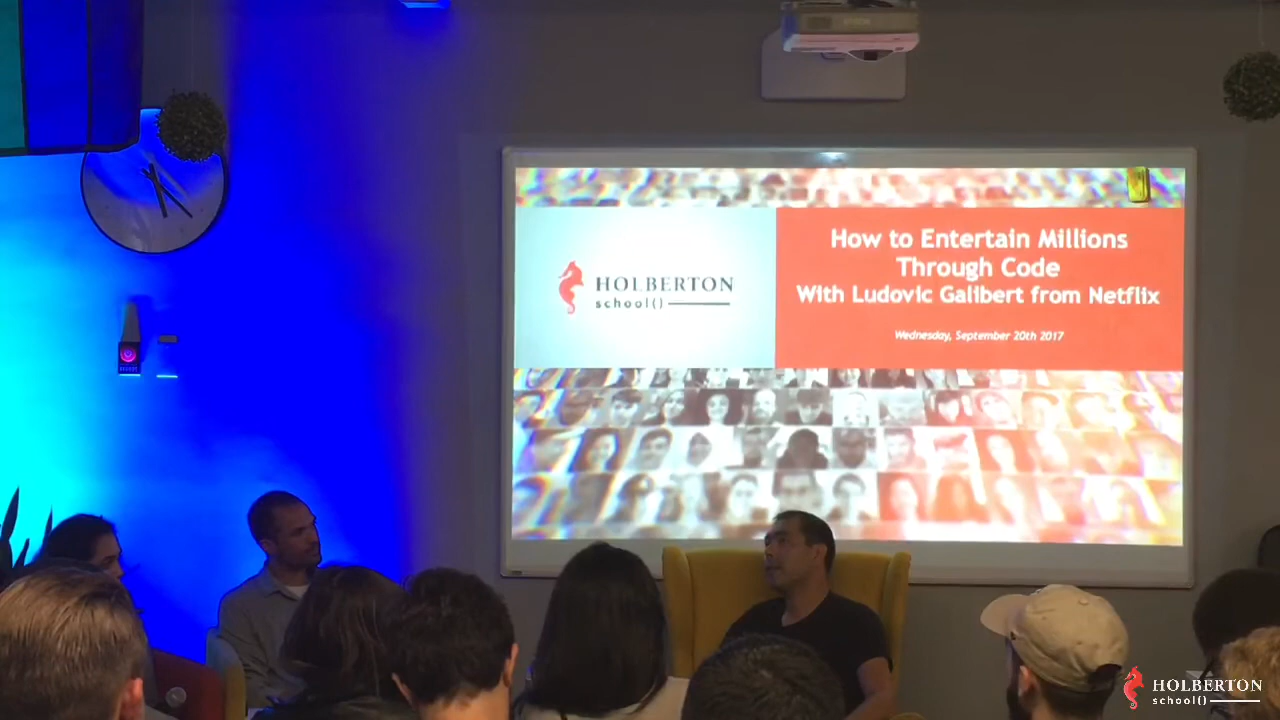 HOLBERTON
school()
How to Entertain Millions
Through Code
With Ludovic Galibert from Netflix
Wednesday, September 20th 2017
HOLBERTON
school()